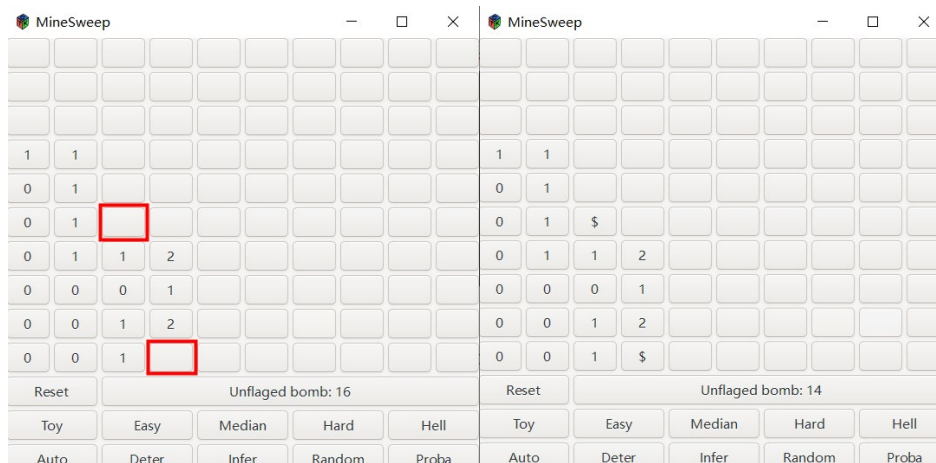 MineSweep
1 1
0 1
0 1
0 1 1 2
0 0 0 1
0 0 1 2
0 0 1
Reset Unflaged bomb: 16
Toy Easy Median Hard Hell
Auto Deter Infer Random Proba
MineSweep
1 1
0 1
0 1 $
0 1 1 2
0 0 0 1
0 0 1 2
0 0 1 $
Reset Unflaged bomb: 14
Toy Easy Median Hard Hell
Auto Deter Infer Random Proba